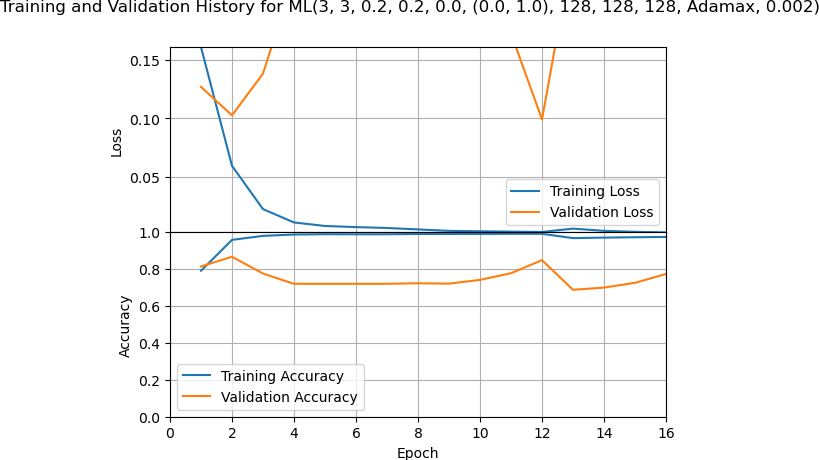 Training and Validation History for ML(3, 3, 0.2, 0.2, 0.0, (0.0, 1.0), 128, 128, 128, Adamax, 0.002)
0.15
0.10
0.05
Loss
Training Loss
Validation Loss
1.0
0.8
0.6
0.4
0.2
0.0
Accuracy
Training Accuracy
Validation Accuracy
0 2 4 6 8 10 12 14 16
Epoch